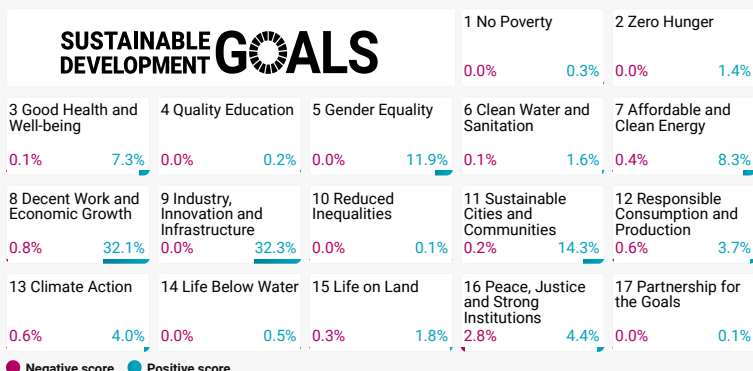 SUSTAINABLE
DEVELOPMENT
GOALS
1 No Poverty
0.0% 0.3%
2 Zero Hunger
0.0% 1.4%
3 Good Health and
Well-being
0.1% 7.3%
4 Quality Education
0.0% 0.2%
5 Gender Equality
0.0% 11.9%
6 Clean Water and
Sanitation
0.1% 1.6%
7 Affordable and
Clean Energy
0.4% 8.3%
8 Decent Work and
Economic Growth
0.8% 32.1%
9 Industry,
Innovation and
Infrastructure
0.0% 32.3%
10 Reduced
Inequalities
0.0% 0.1%
11 Sustainable
Cities and
Communities
0.2% 14.3%
12 Responsible
Consumption and
Production
0.6% 3.7%
13 Climate Action
0.6% 4.0%
14 Life Below Water
0.0% 0.5%
15 Life on Land
0.3% 1.8%
16 Peace, Justice
and Strong
Institutions
2.8% 4.4%
17 Partnership for
the Goals
0.0% 0.1%
Negative score Positive score